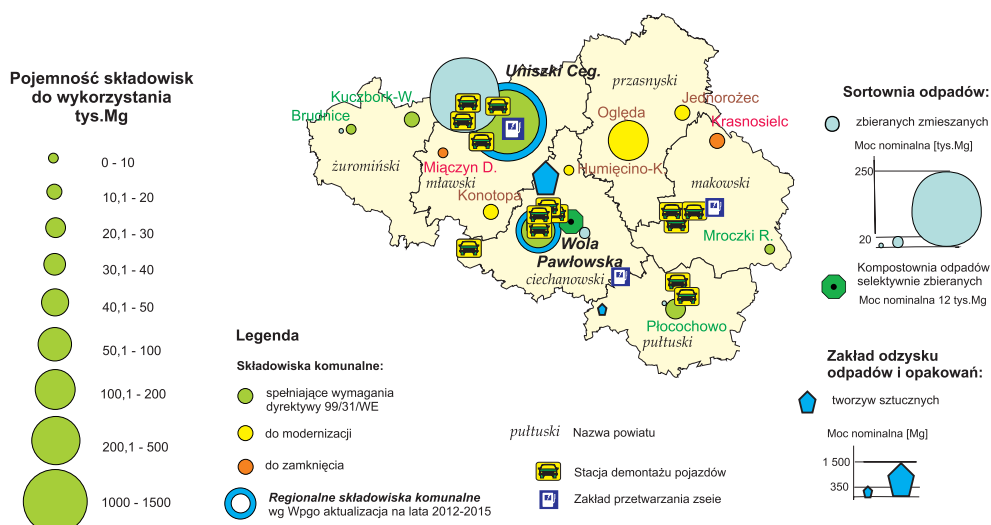 Pojemność składowisk
do wykorzystania
tys.Mg
0 - 10
10,1 - 20
20,1 - 30
30,1 - 40
40,1 - 50
50,1 - 100
100,1 - 200
200,1 - 500
1000 - 1500
Uniszki Ceg.
przasnyski
Kuczbork-W.
Brudnice
Jednorożec
Oględa
Krasnosielc
żuromiński
Miączyn D.
mławski
Humięcino-K.
makowski
Konotopa
Mroczki R.
Wola
Pawłowska
ciechanowski
Płocochowo
pułtuski
Legenda
Składowiska komunalne:
spełniające wymagania
dyrektywy 99/31/WE
do modernizacji
do zamknięcia
Regionalne składowiska komunalne
wg Wpgo aktualizacja na lata 2012-2015
pułtuski
Nazwa powiatu
Stacja demontażu pojazdów
Zakład przetwarzania zseie
Sortownia odpadów:
zbieranych zmieszanych
Moc nominalna [tys.Mg]
250
20
Kompostownia odpadów
selektywnie zbieranych
Moc nominalna 12 tys.Mg
Zakład odzysku
odpadów i opakowań:
tworzyw sztucznych
Moc nominalna [Mg]
1 500
350